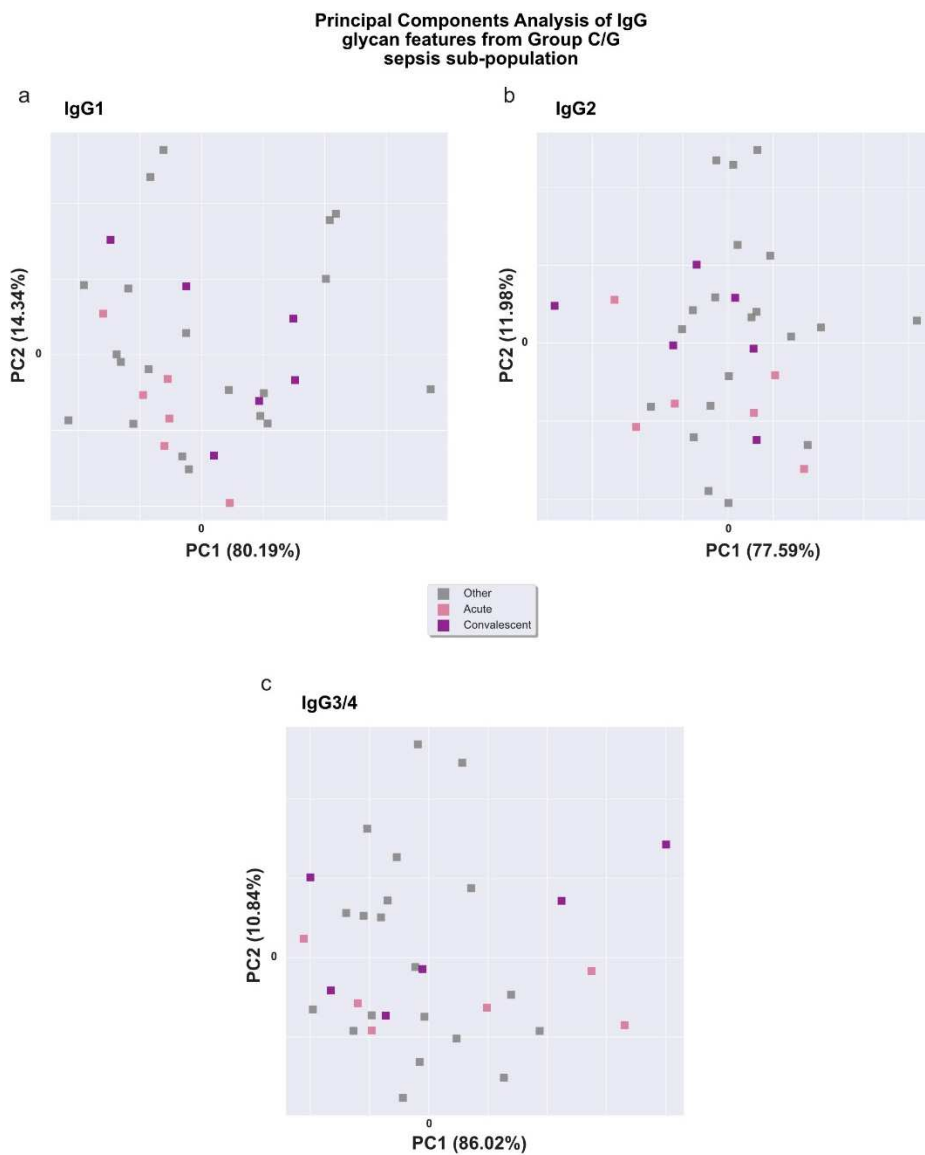 Principal Components Analysis of IgG
glycan features from Group C/G
sepsis sub-population
a
IgG1
PC2 (14.34%)
0
0
PC1 (80.19%)
b
IgG2
PC2 (11.98%)
0
0
PC1 (77.59%)
Other
Acute
Convalescent
c
IgG3/4
PC2 (10.84%)
0
0
PC1 (86.02%)